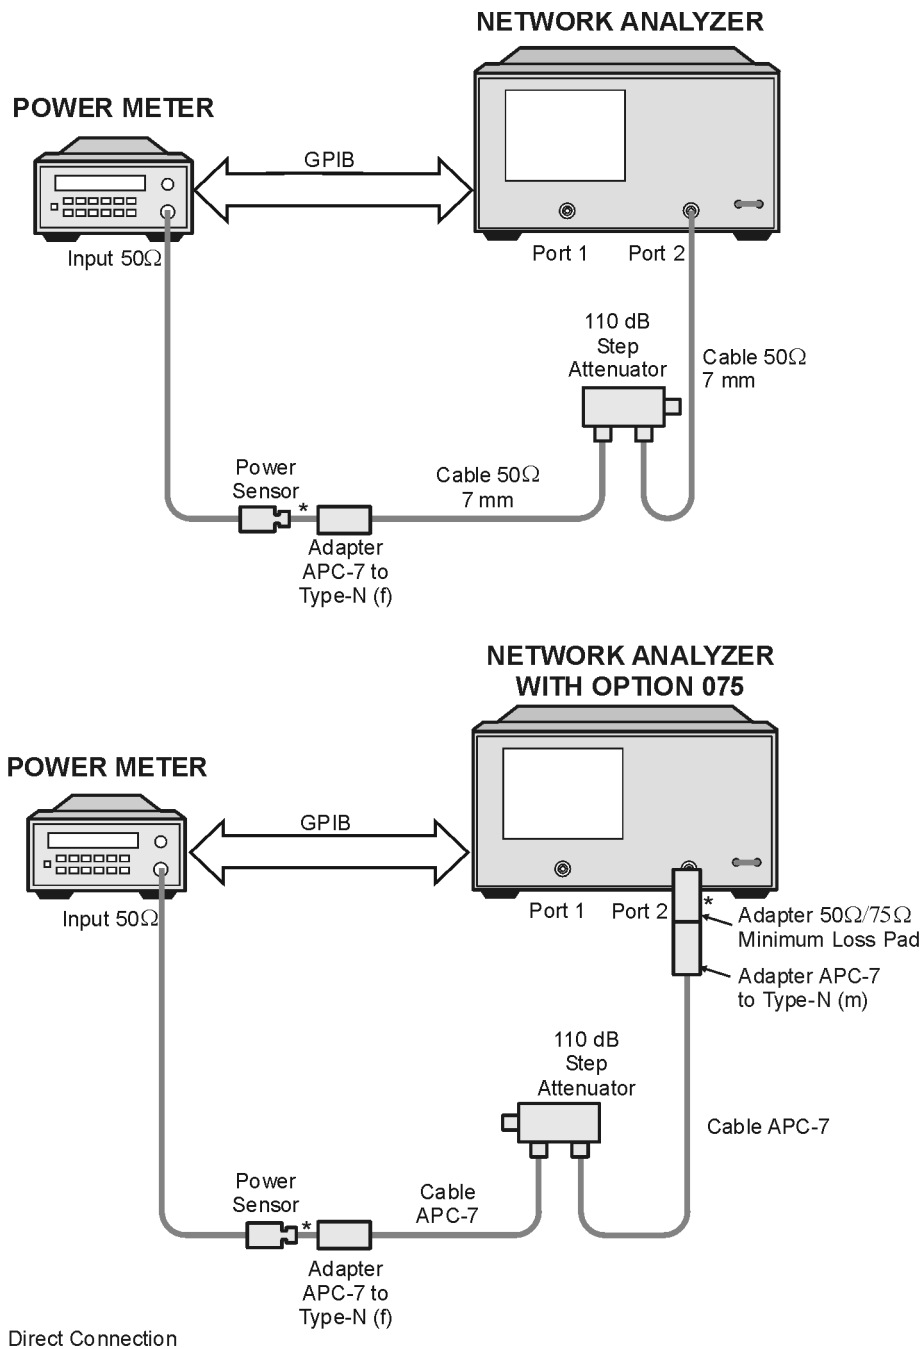 NETWORK ANALYZER
POWER METER
GPIB
Input 50Ω
Port 1
Port 2
110 dB
Step
Attenuator
Cable 50Ω
7 mm
Power
Sensor
*
Cable 50Ω
7 mm
Adapter
APC-7 to
Type-N (f)
NETWORK ANALYZER
WITH OPTION 075
POWER METER
GPIB
Input 50Ω
Port 1
Port 2
*
Adapter 50Ω/75Ω
Minimum Loss Pad
Adapter APC-7
to Type-N (m)
110 dB
Step
Attenuator
Cable APC-7
Power
Sensor
*
Cable
APC-7
Adapter
APC-7 to
Type-N (f)
Direct Connection